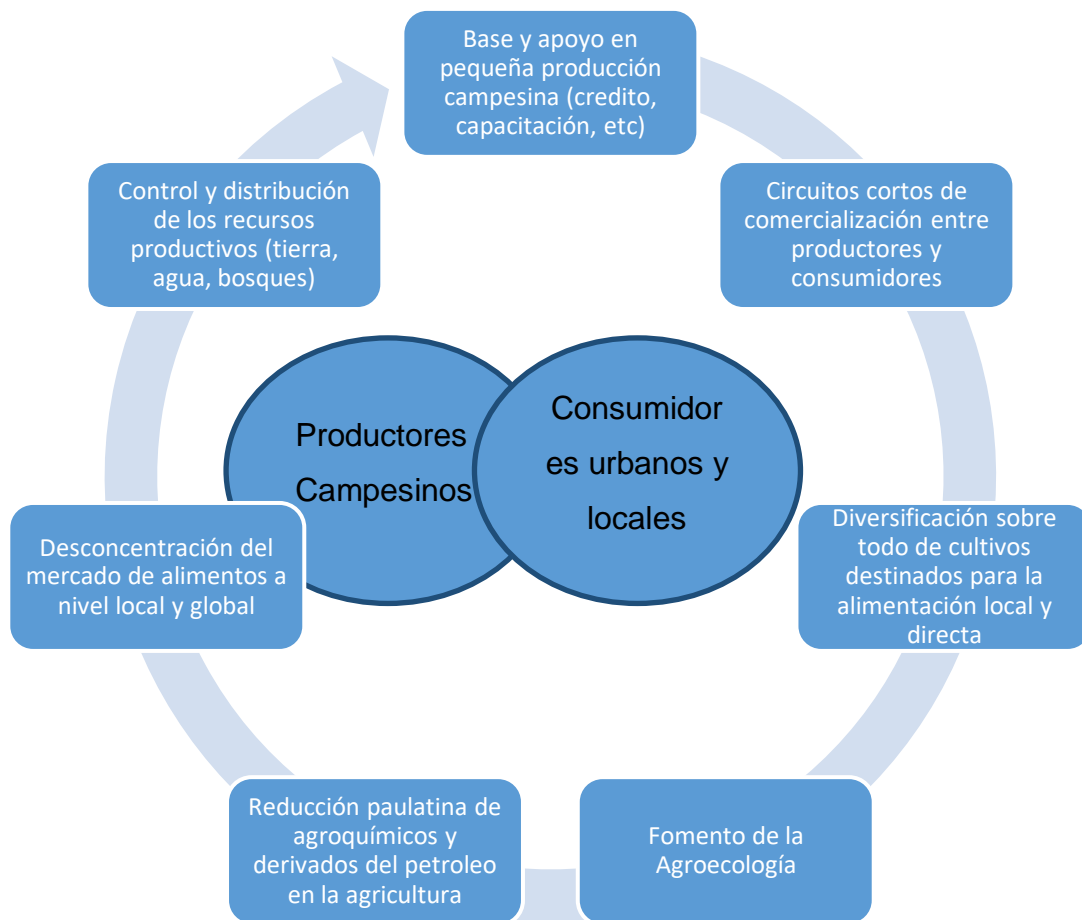 Base y apoyo en
pequeña producción
campesina (credito,
capacitación, etc)
Circuitos cortos de
comercialización entre
productores y
consumidores
Diversificación sobre
todo de cultivos
destinados para la
alimentación local y
directa
Fomento de la
Agroecología
Reducción paulatina de
agroquímicos y
derivados del petroleo
en la agricultura
Desconcentración del
mercado de alimentos a
nivel local y global
Control y distribución
de los recursos
productivos (tierra,
agua, bosques)
Productores
Campesinos
Consumidor
es urbanos y
locales